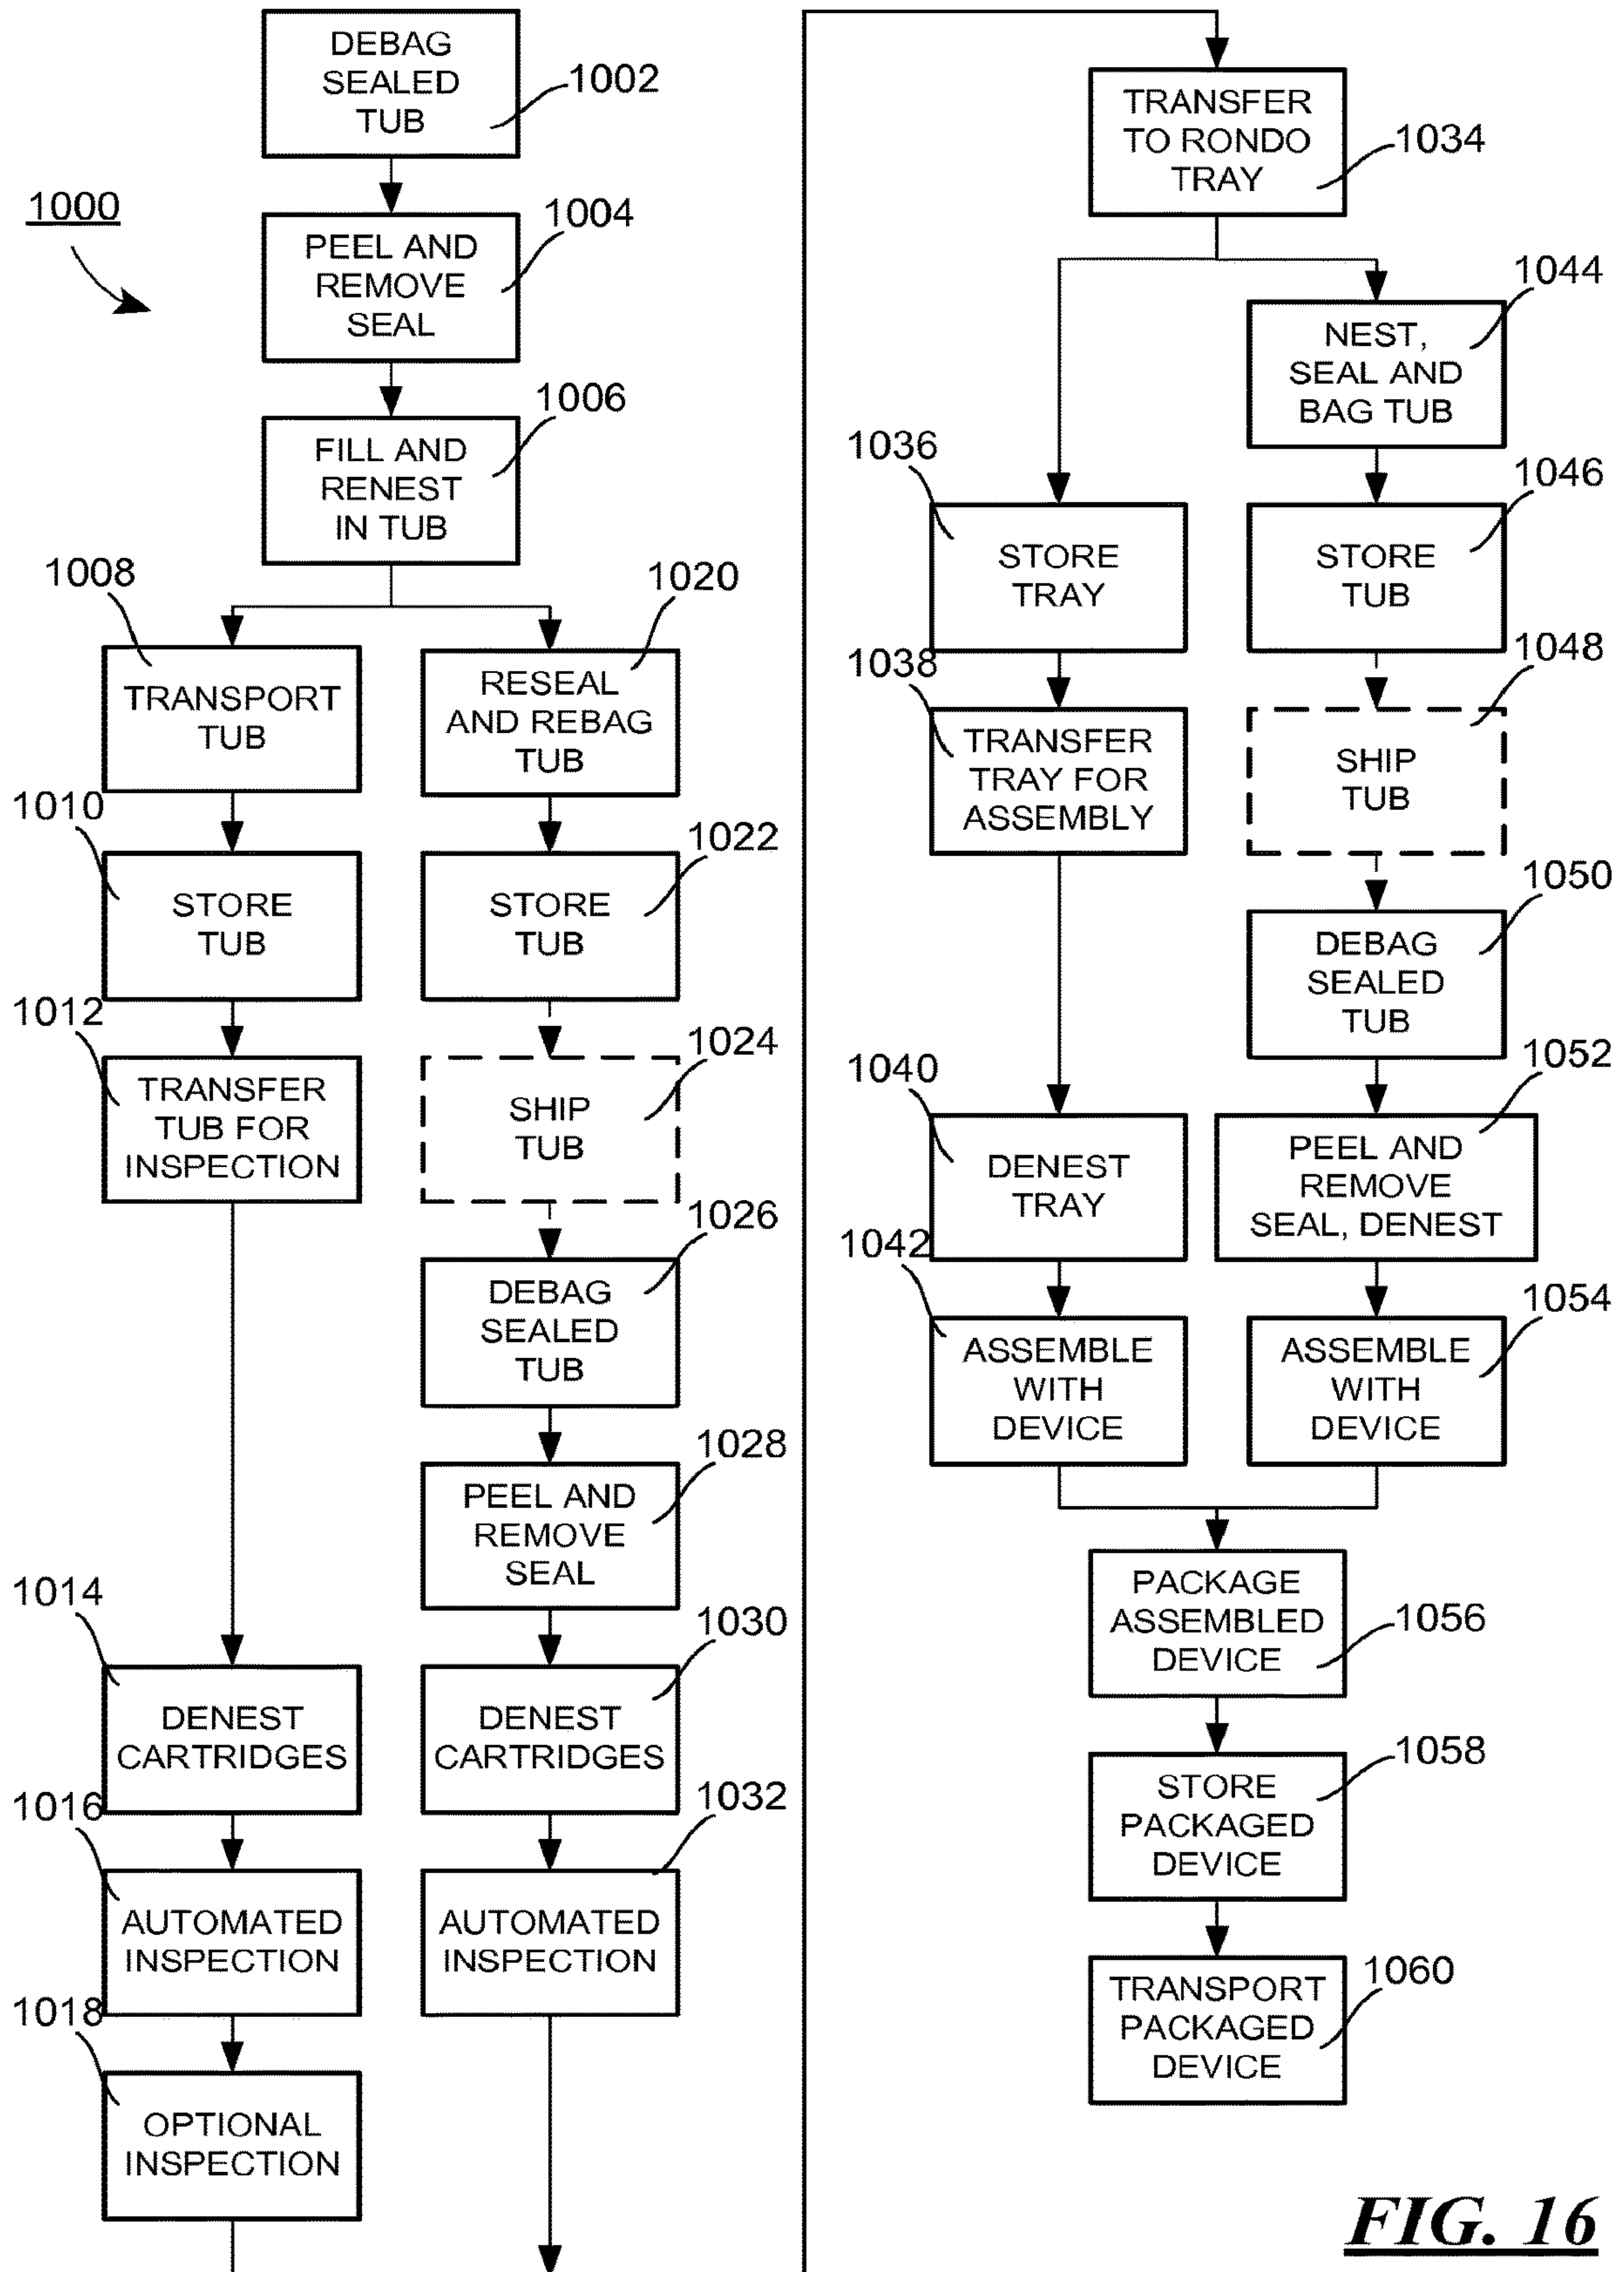 1000
DEBAG
SEALED
TUB
1002
PEEL AND
REMOVE
SEAL
1004
FILL AND
RENEST
IN TUB
1006
TRANSPORT
TUB
1008
STORE
TUB
1010
TRANSFER
TUB FOR
INSPECTION
1012
DENEST
CARTRIDGES
1014
AUTOMATED
INSPECTION
1016
OPTIONAL
INSPECTION
1018
RESEAL
AND REBAG
TUB
1020
STORE
TUB
1022
SHIP
TUB
1024
DEBAG
SEALED
TUB
1026
PEEL AND
REMOVE
SEAL
1028
DENEST
CARTRIDGES
1030
AUTOMATED
INSPECTION
1032
TRANSFER
TO RONDO
TRAY
1034
STORE
TRAY
1036
TRANSFER
TRAY FOR
ASSEMBLY
1038
DENEST
TRAY
1040
ASSEMBLE
WITH
DEVICE
1042
NEST,
SEAL AND
BAG TUB
1044
STORE
TUB
1046
SHIP
TUB
1048
DEBAG
SEALED
TUB
1050
PEEL AND
REMOVE
SEAL, DENEST
1052
ASSEMBLE
WITH
DEVICE
1054
PACKAGE
ASSEMBLED
DEVICE
1056
STORE
PACKAGED
DEVICE
1058
TRANSPORT
PACKAGED
DEVICE
1060
FIG. 16